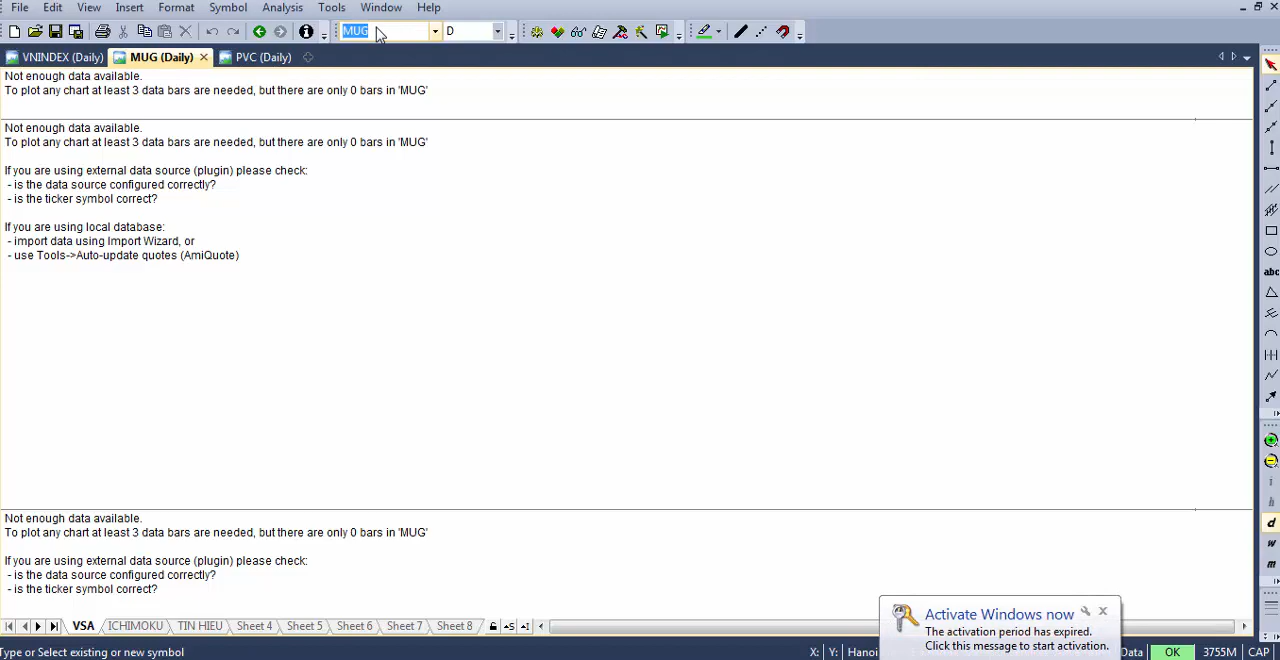 File Edit View Insert Format Symbol Analysis Tools Window Help
MUG D
VNINDEX (Daily) MUG (Daily) PVC (Daily)
Not enough data available.
To plot any chart at least 3 data bars are needed, but there are only 0 bars in 'MUG'
Not enough data available.
To plot any chart at least 3 data bars are needed, but there are only 0 bars in 'MUG'
If you are using external data source (plugin) please check:
- is the data source configured correctly?
- is the ticker symbol correct?
If you are using local database:
- import data using Import Wizard, or
- use Tools->Auto-update quotes (AmiQuote)
abc
i
h
d
w
m
Not enough data available.
To plot any chart at least 3 data bars are needed, but there are only 0 bars in 'MUG'
If you are using external data source (plugin) please check:
- is the data source configured correctly?
- is the ticker symbol correct?
Activate Windows now
The activation period has expired.
Click this message to start activation.
VSA ICHIMOKU TIN HIEU Sheet 4 Sheet 5 Sheet 6 Sheet 7 Sheet 8
Type or Select existing or new symbol X: Y: Hanoi Data OK 3755M CAP